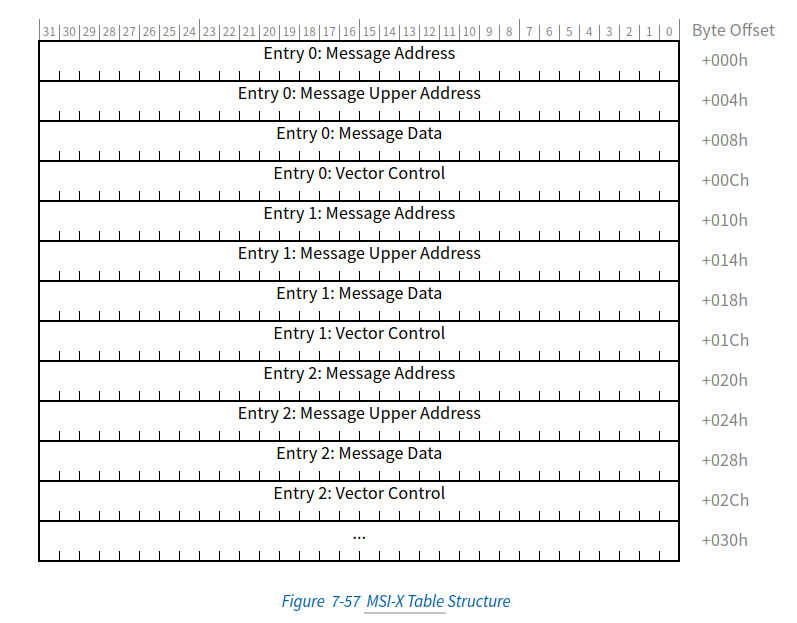 31 30 29 28 27 26 25 24 23 22 21 20 19 18 17 16 15 14 13 12 11 10 9 8 7 6 5 4 3 2 1 0 Byte Offset
Entry 0: Message Address +000h
Entry 0: Message Upper Address +004h
Entry 0: Message Data +008h
Entry 0: Vector Control +00Ch
Entry 1: Message Address +010h
Entry 1: Message Upper Address +014h
Entry 1: Message Data +018h
Entry 1: Vector Control +01Ch
Entry 2: Message Address +020h
Entry 2: Message Upper Address +024h
Entry 2: Message Data +028h
Entry 2: Vector Control +02Ch
... +030h
Figure 7-57 MSI-X Table Structure